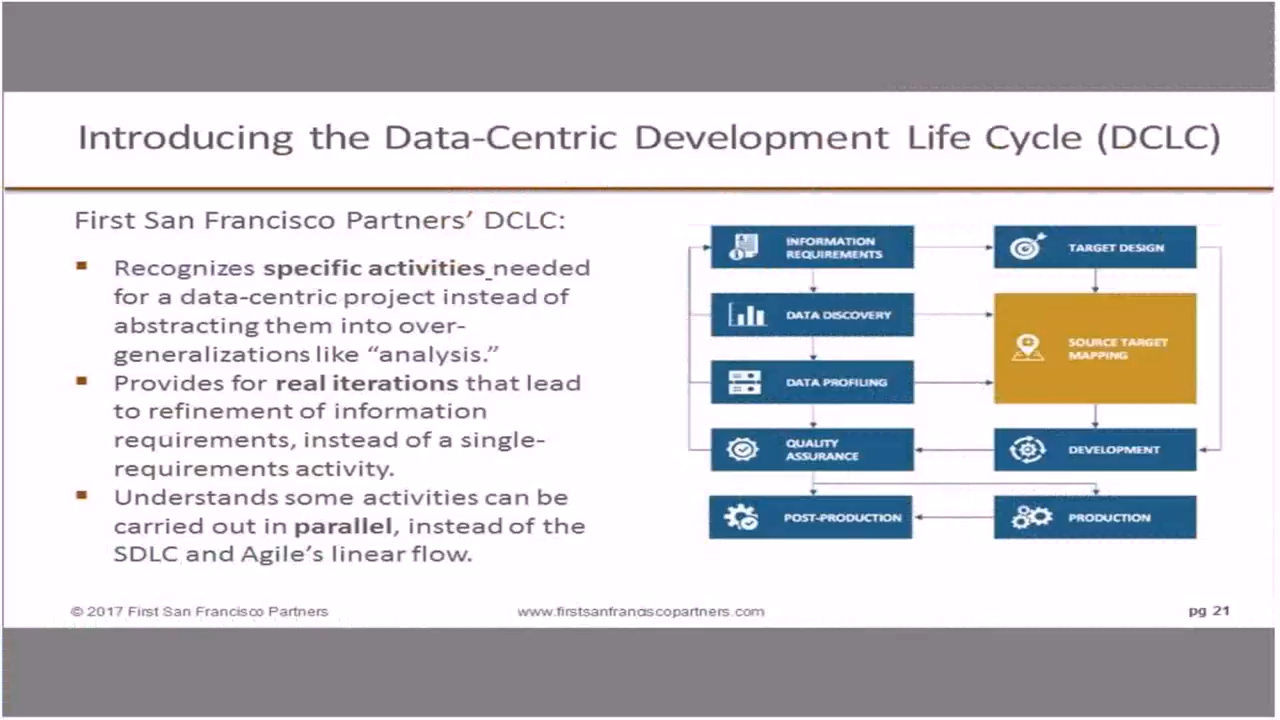 Introducing the Data-Centric Development Life Cycle (DCLC)
First San Francisco Partners’ DCLC:
Recognizes specific activities needed
for a data-centric project instead of
abstracting them into over-
generalizations like “analysis.”
Provides for real iterations that lead
to refinement of information
requirements, instead of a single-
requirements activity.
Understands some activities can be
carried out in parallel, instead of the
SDLC and Agile’s linear flow.
INFORMATION
REQUIREMENTS
TARGET DESIGN
DATA DISCOVERY
SOURCE TARGET
MAPPING
DATA PROFILING
QUALITY
ASSURANCE
DEVELOPMENT
POST-PRODUCTION
PRODUCTION
© 2017 First San Francisco Partners
www.firstsanfranciscopartners.com
pg 21